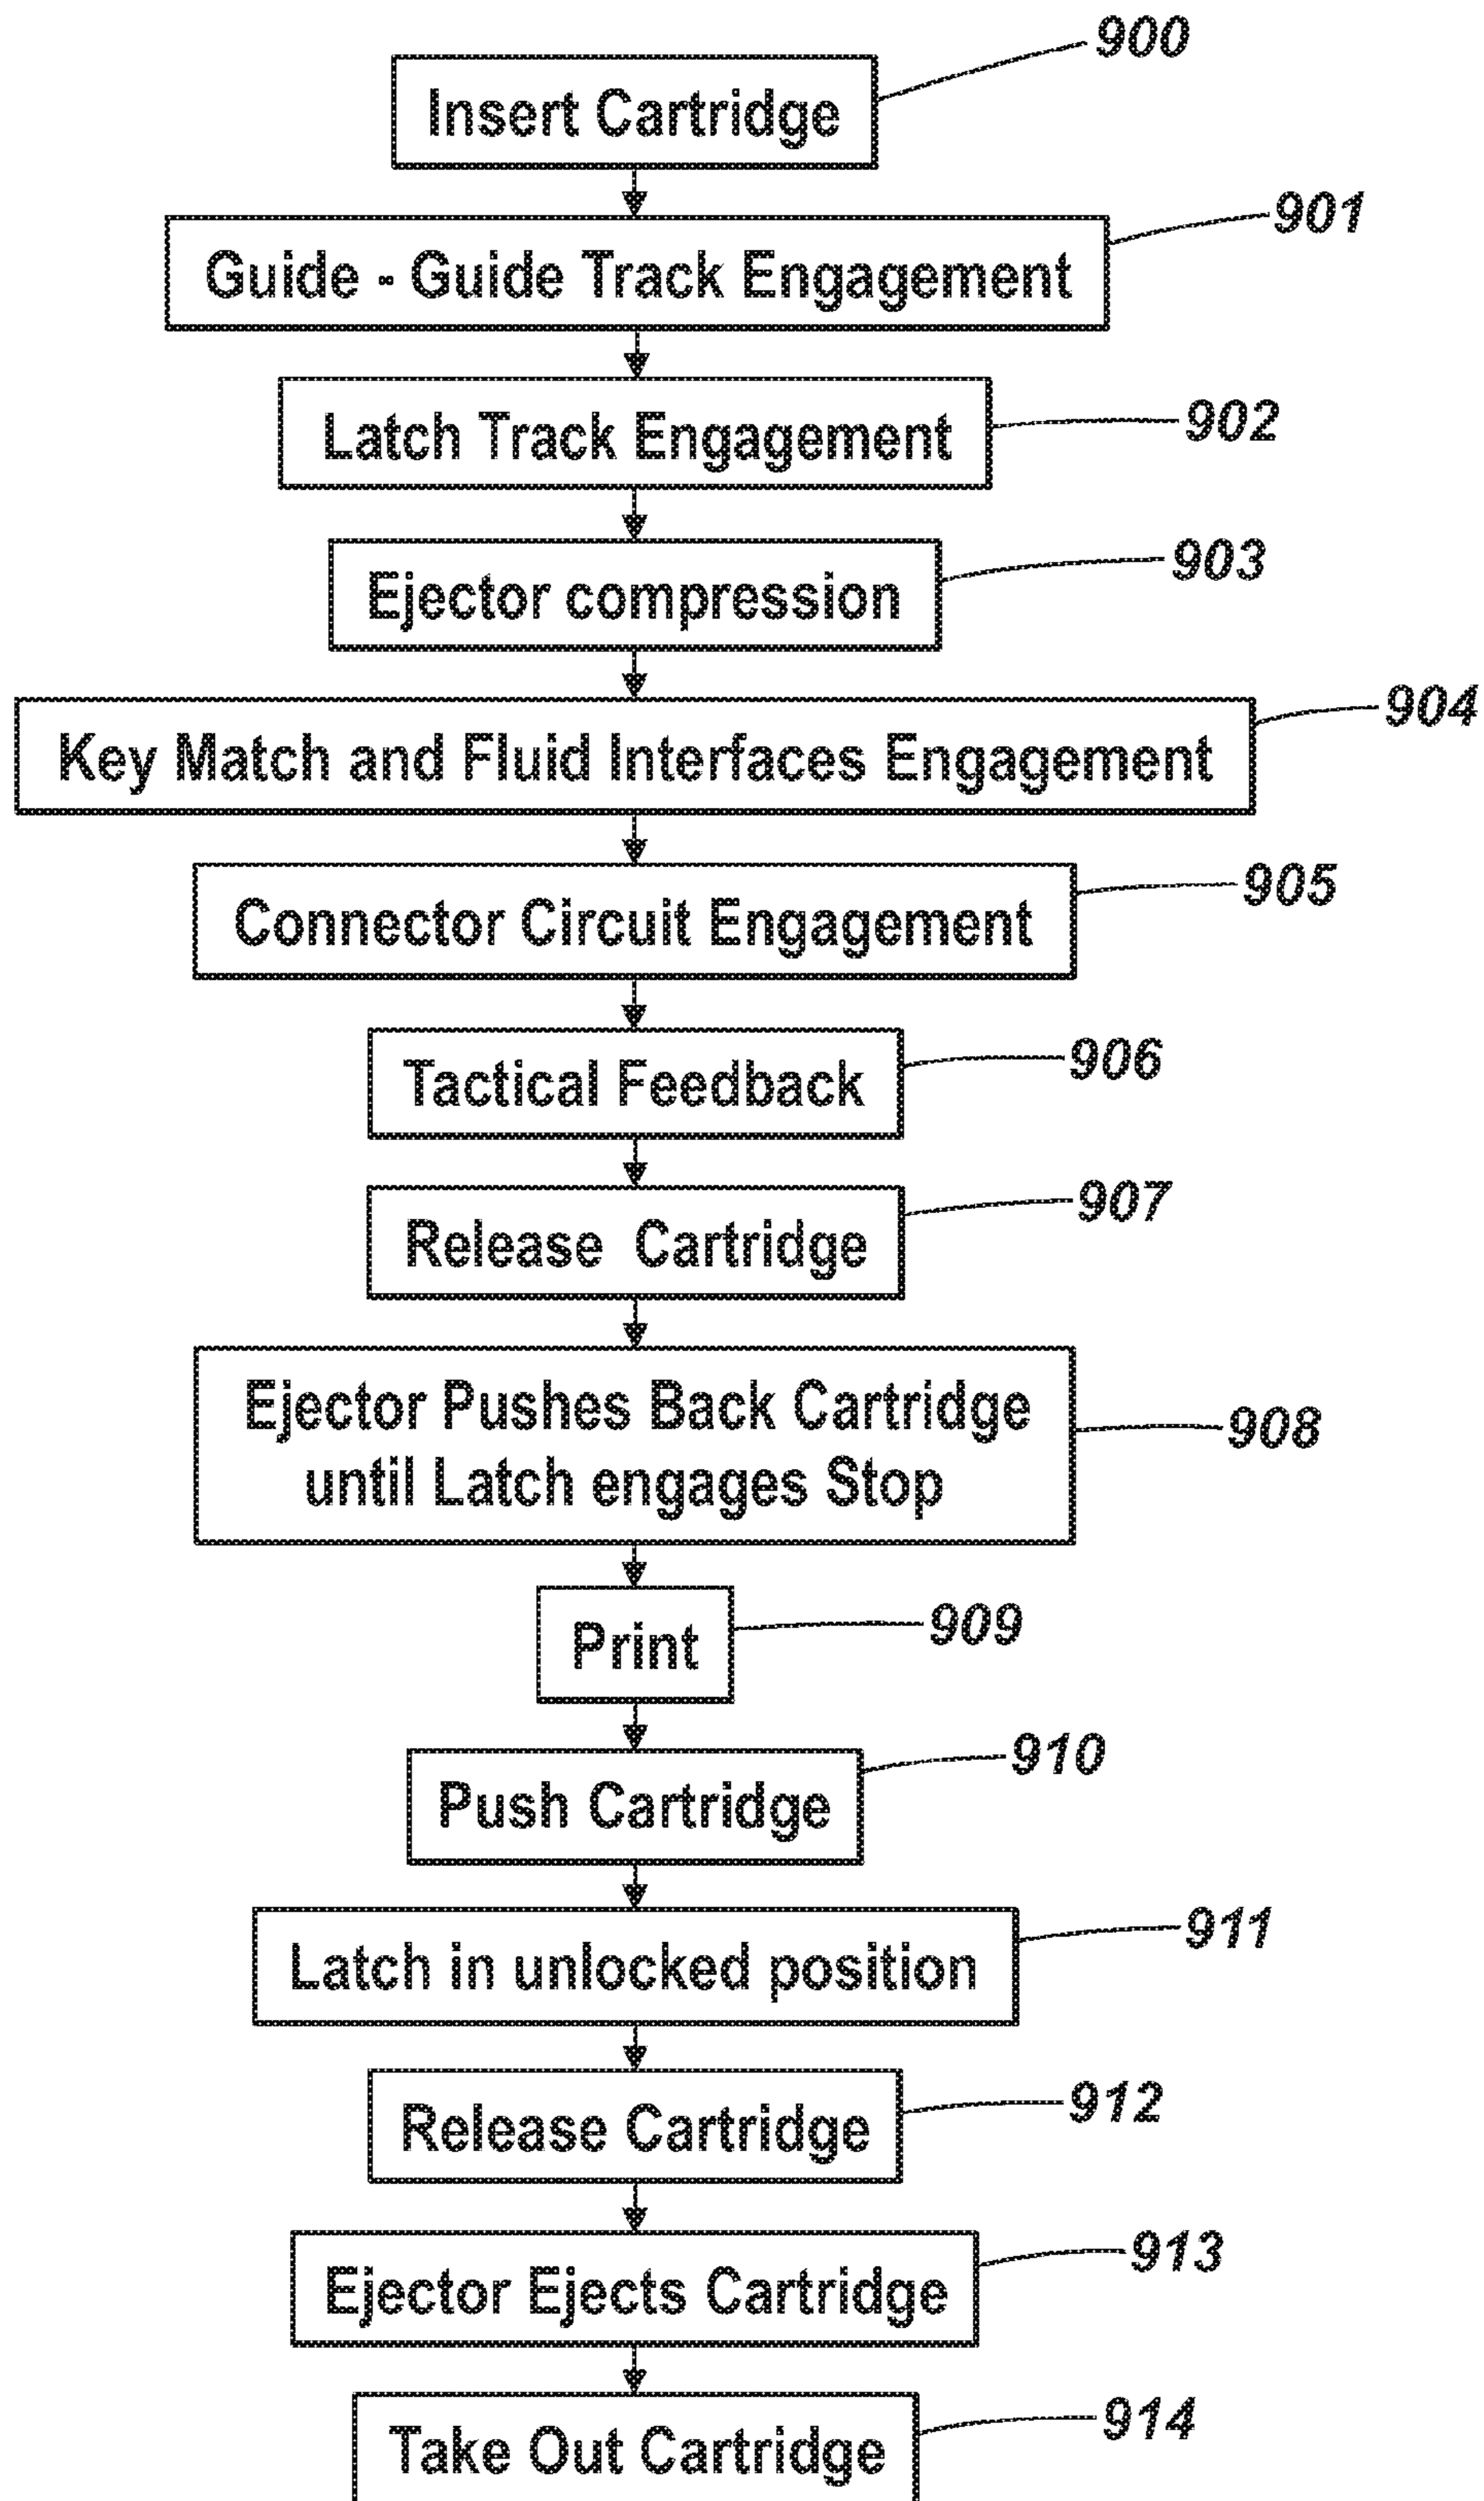 900
Insert Cartridge
901
Guide - Guide Track Engagement
902
Latch Track Engagement
903
Ejector compression
904
Key Match and Fluid Interfaces Engagement
905
Connector Circuit Engagement
906
Tactical Feedback
907
Release Cartridge
908
Ejector Pushes Back Cartridge
until Latch engages Stop
909
Print
910
Push Cartridge
911
Latch in unlocked position
912
Release Cartridge
913
Ejector Ejects Cartridge
914
Take Out Cartridge